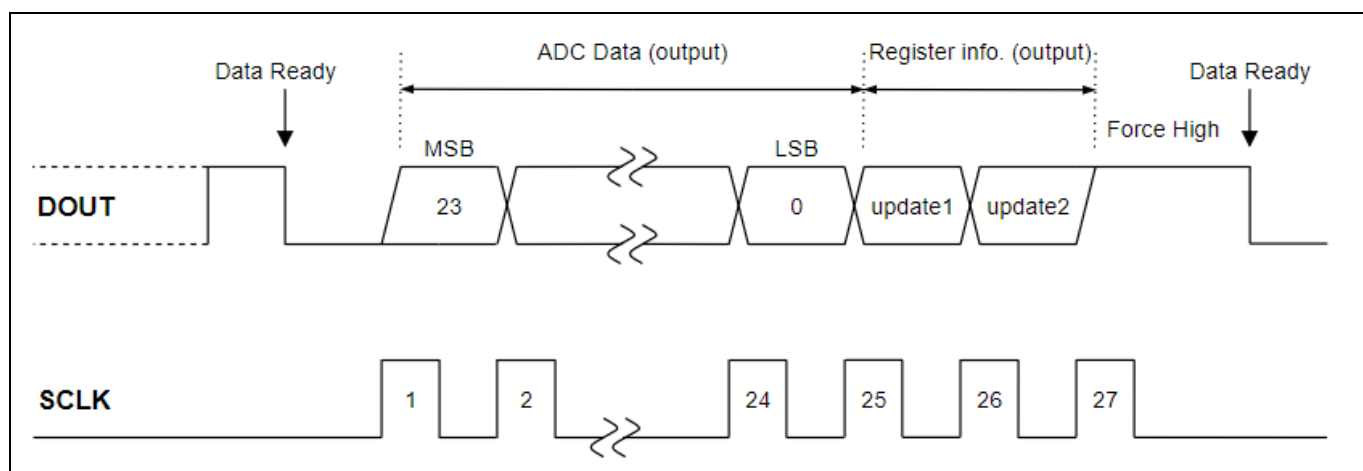 ADC Data (output)
Register info. (output)
Data Ready
Data Ready
Force High
MSB
LSB
DOUT
23
0
update1
update2
SCLK
1
2
24
25
26
27